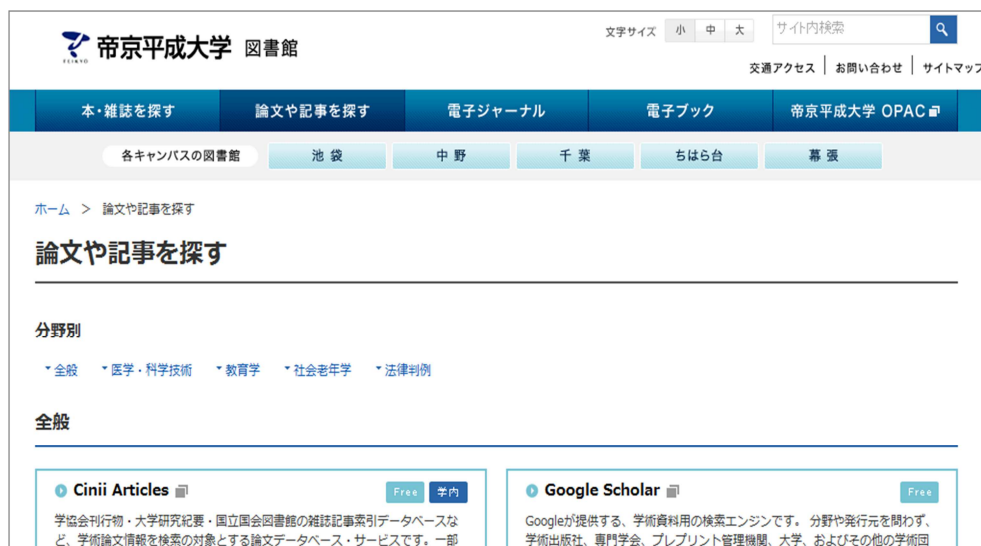 TEIKYO 帝京平成大学 図書館
文字サイズ 小 中 大 サイト内検索
交通アクセス お問い合わせ サイトマップ
本・雑誌を探す 論文や記事を探す 電子ジャーナル 電子ブック 帝京平成大学 OPAC
各キャンパスの図書館 池袋 中野 千葉 ちはら台 幕張
ホーム > 論文や記事を探す
論文や記事を探す
分野別
全般 医学・科学技術 教育学 社会老年学 法律判例
全般
Cinii Articles Free 学内
学協会刊行物・大学研究紀要・国立国会図書館の雑誌記事索引データベースな
ど、学術論文情報を検索の対象とする論文データベース・サービスです。一部
Google Scholar Free
Googleが提供する、学術資料用の検索エンジンです。 分野や発行元を問わず、
学術出版社、専門学会、プレプリント管理機関、大学、およびその他の学術団